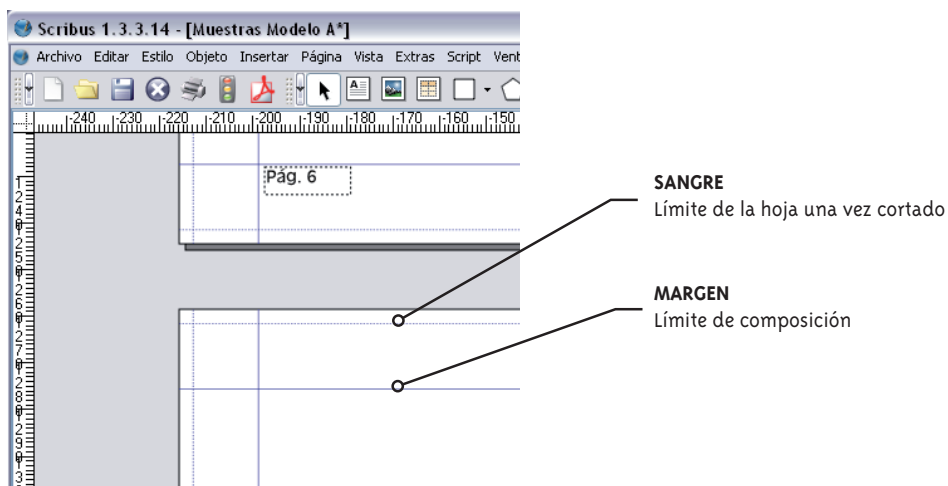 Scribus 1.3.3.14 - [Muestras Modelo A*]
Archivo Editar Estilo Objeto Insertar Página Vista Extras Script Vent
-240 -230 -220 -210 -200 -190 -180 -170 -160 -150
Pág. 6
SANGRE
Límite de la hoja una vez cortado
MARGEN
Límite de composición